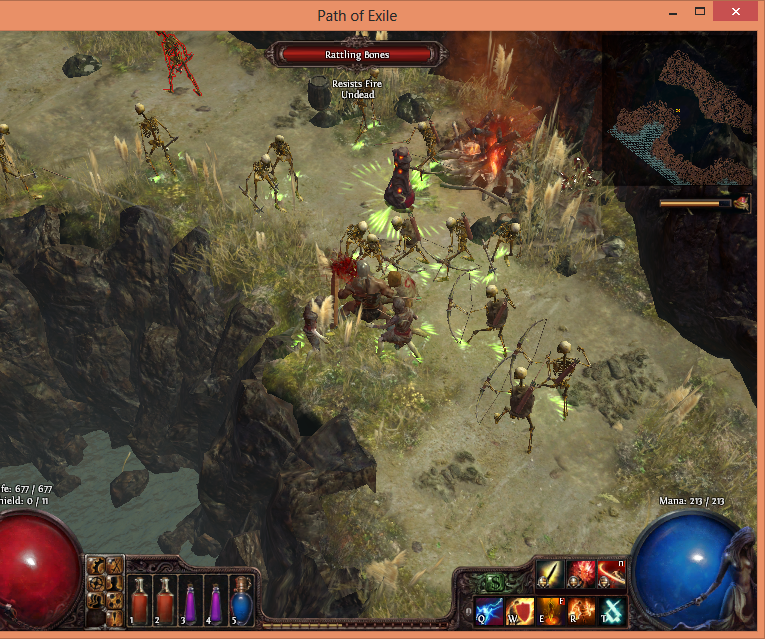 Path of Exile
Rattling Bones
Resists Fire
Undead
fe: 677 / 677
hield: 0 / 11
Mana: 213 / 213
1 2 3 4 5
n
Q W E E R T